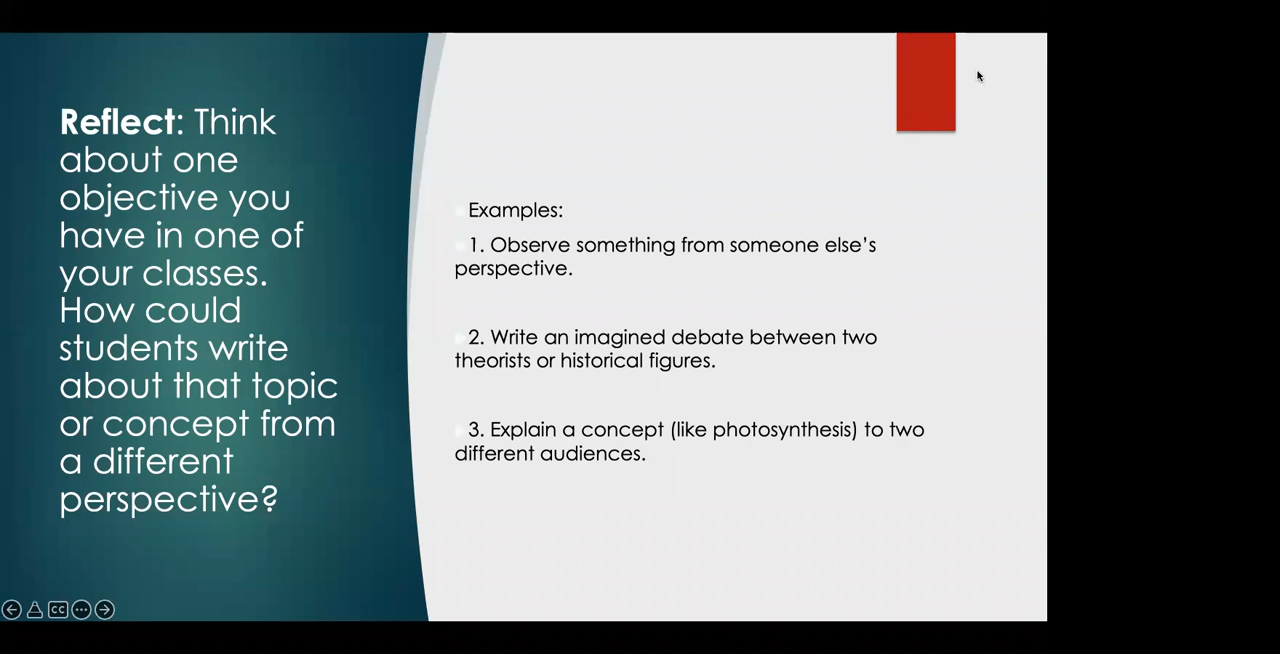 Reflect: Think
about one
objective you
have in one of
your classes.
How could
students write
about that topic
or concept from
a different
perspective?
Examples:
1. Observe something from someone else’s
perspective.
2. Write an imagined debate between two
theorists or historical figures.
3. Explain a concept (like photosynthesis) to two
different audiences.
CC